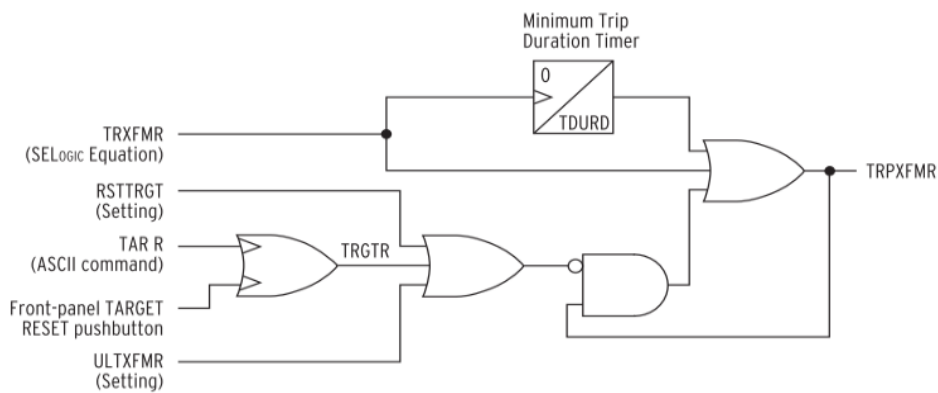 Minimum Trip
Duration Timer
0
TDURD
TRXFMR
(SELOGIC Equation)
TRPXFMR
RSTTRGT
(Setting)
TAR R
(ASCII command)
TRGTR
Front-panel TARGET
RESET pushbutton
ULTXFMR
(Setting)